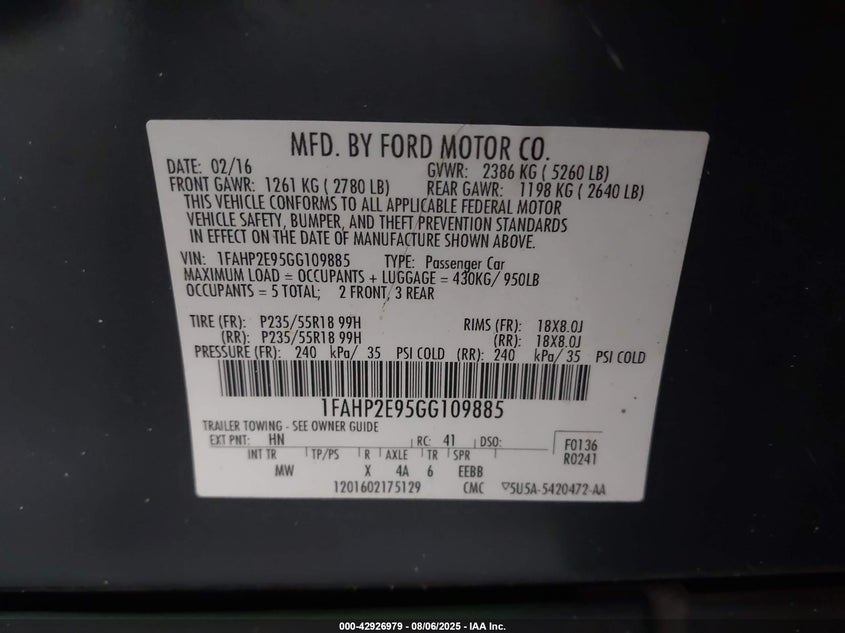 MFD. BY FORD MOTOR CO.
DATE: 02/16 GVWR: 2386 KG ( 5260 LB)
FRONT GAWR: 1261 KG ( 2780 LB) REAR GAWR: 1198 KG ( 2640 LB)
THIS VEHICLE CONFORMS TO ALL APPLICABLE FEDERAL MOTOR
VEHICLE SAFETY, BUMPER, AND THEFT PREVENTION STANDARDS
IN EFFECT ON THE DATE OF MANUFACTURE SHOWN ABOVE.
VIN: 1FAHP2E95GG109885 TYPE: Passenger Car
MAXIMUM LOAD = OCCUPANTS + LUGGAGE = 430KG/ 950LB
OCCUPANTS = 5 TOTAL; 2 FRONT, 3 REAR
TIRE (FR): P235/55R18 99H RIMS (FR): 18X8.0J
(RR): P235/55R18 99H (RR): 18X8.0J
PRESSURE (FR): 240 kPa/ 35 PSI COLD (RR): 240 kPa/ 35 PSI COLD
1FAHP2E95GG109885
TRAILER TOWING - SEE OWNER GUIDE
EXT PNT: HN RC: 41 DSO: F0136
INT TR TP/PS R AXLE TR SPR R0241
MW X 4A 6 EEBB
1201602175129 CMC ▽5U5A-5420472-AA
000-42926979 - 08/06/2025 - IAA Inc.